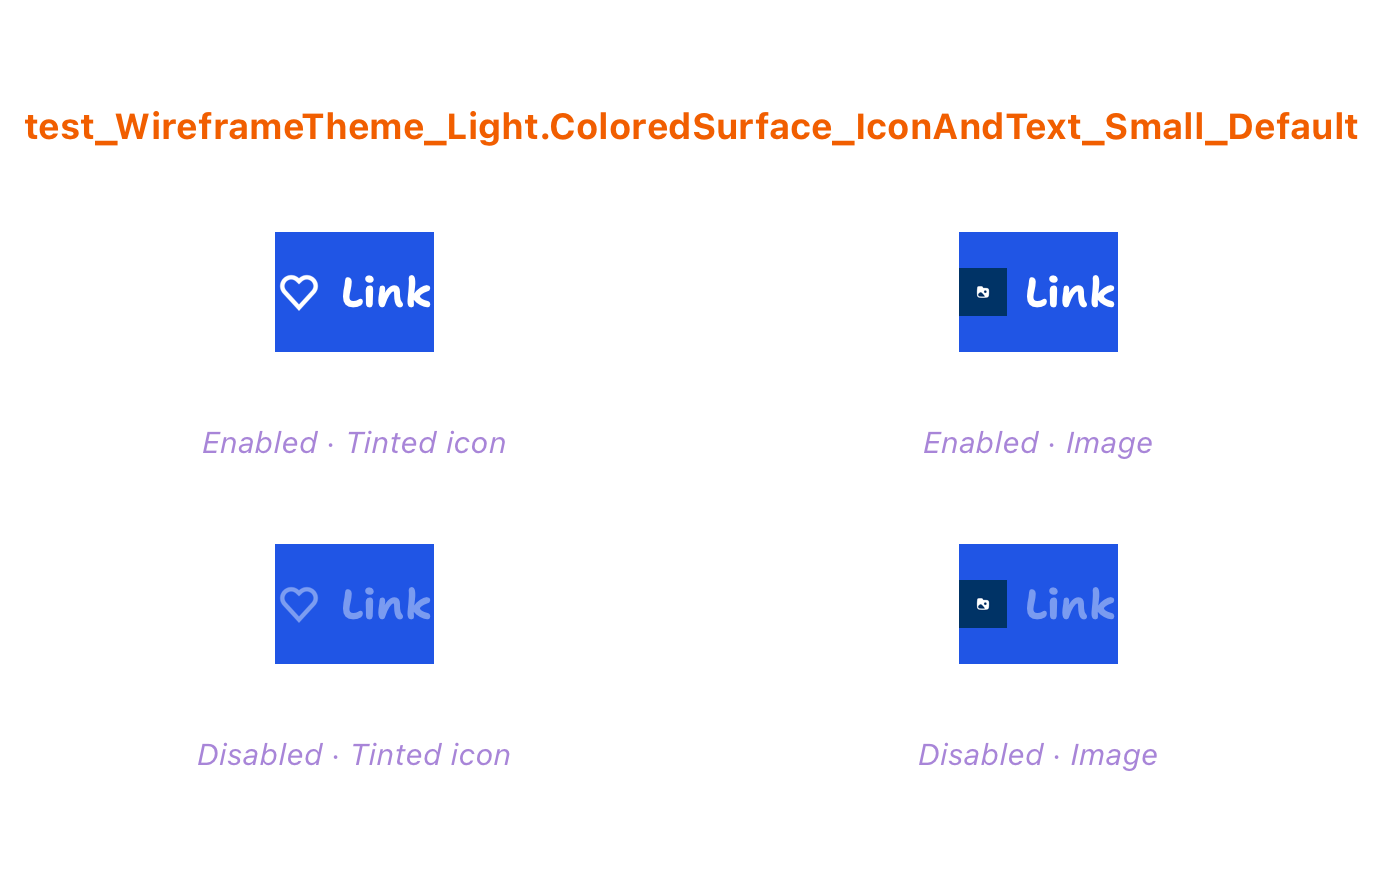 test_WireframeTheme_Light.ColoredSurface_IconAndText_Small_Default
Link
Link
Enabled · Tinted icon
Enabled · Image
Link
Link
Disabled · Tinted icon
Disabled · Image